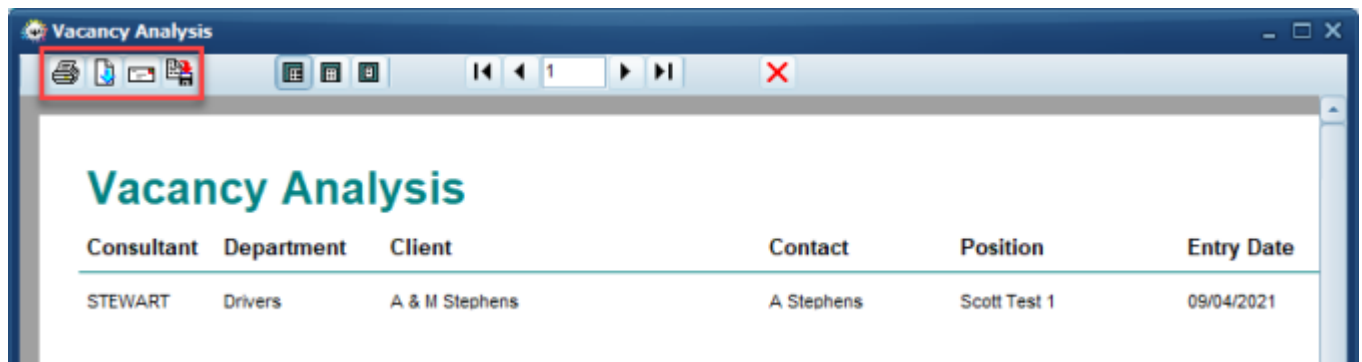 Vacancy Analysis
1
Vacancy Analysis
Consultant Department Client Contact Position Entry Date
STEWART Drivers A & M Stephens A Stephens Scott Test 1 09/04/2021